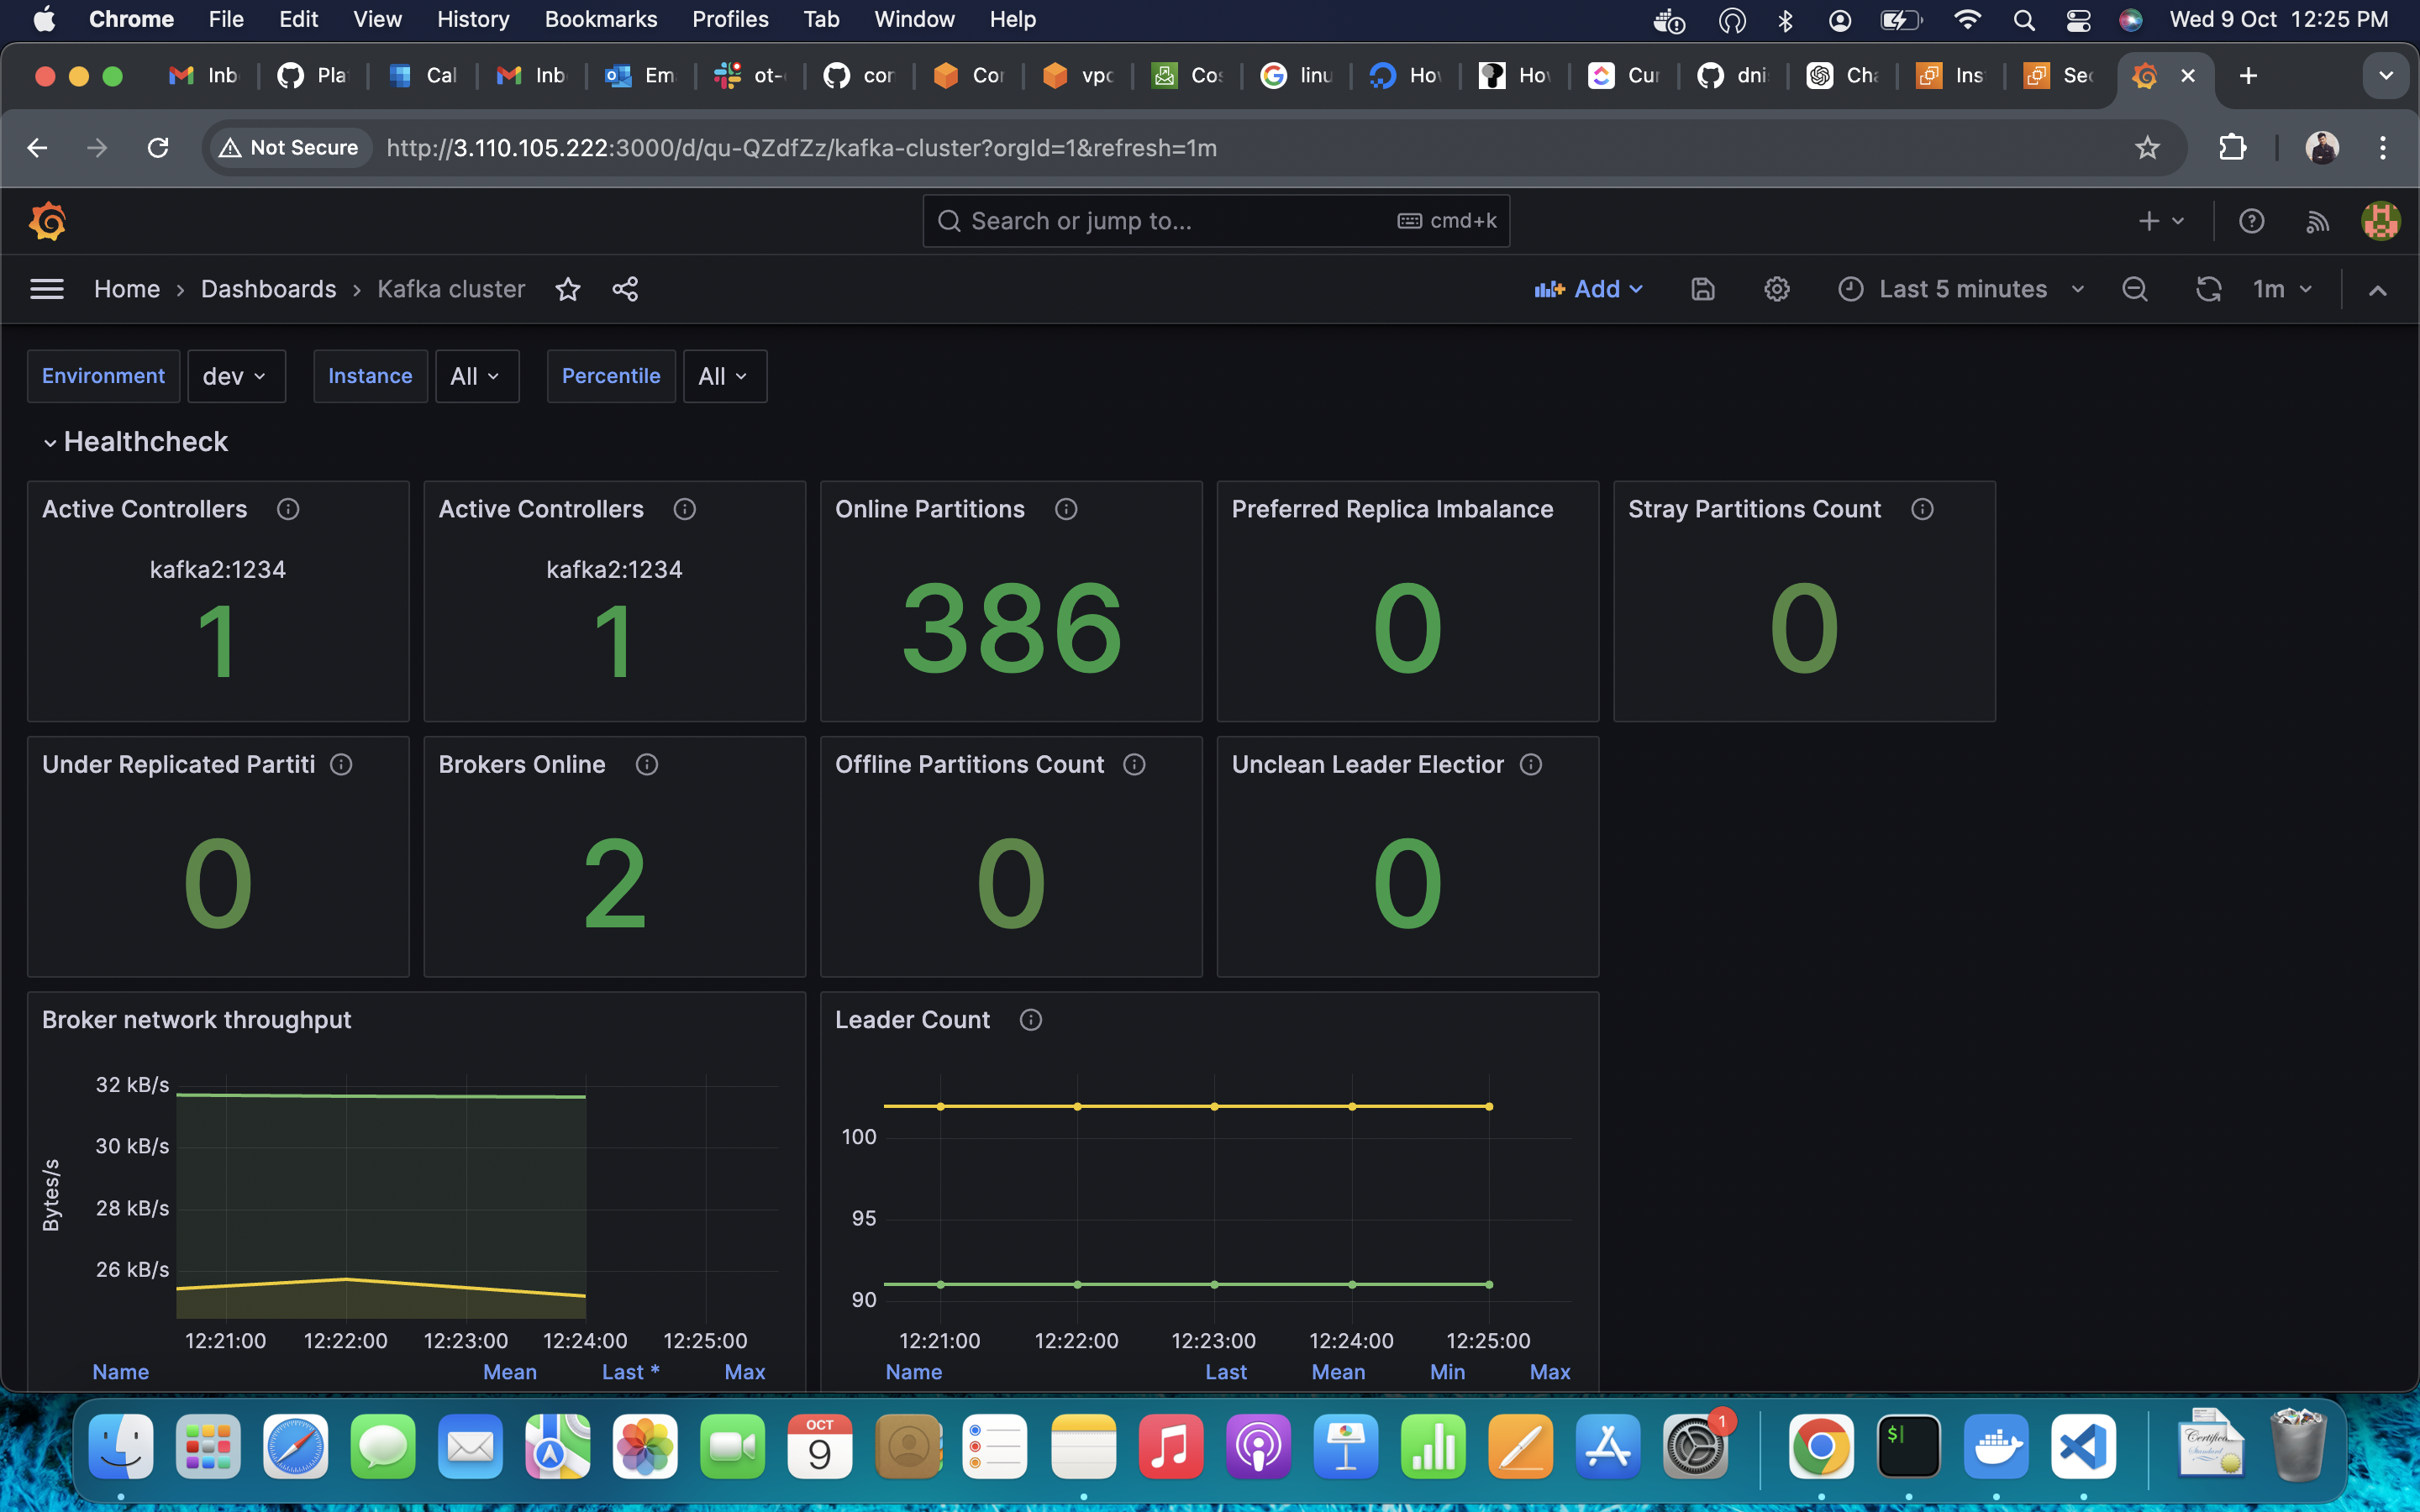 Chrome File Edit View History Bookmarks Profiles Tab Window Help Wed 9 Oct 12:25 PM
Inb Pla Cal Inb Em ot- cor Cor vpc Cos linu Hov Hov Cur dni Cha Ins Sec
Not Secure http://3.110.105.222:3000/d/qu-QZdfZz/kafka-cluster?orgId=1&refresh=1m
Search or jump to... cmd+k
Home › Dashboards › Kafka cluster Add Last 5 minutes 1m
Environment dev Instance All Percentile All
Healthcheck
Active Controllers Active Controllers Online Partitions Preferred Replica Imbalance Stray Partitions Count
kafka2:1234 kafka2:1234
1 1 386 0 0
Under Replicated Partiti Brokers Online Offline Partitions Count Unclean Leader Election
0 2 0 0
Broker network throughput Leader Count
Bytes/s
32 kB/s
30 kB/s
28 kB/s
26 kB/s
12:21:00 12:22:00 12:23:00 12:24:00 12:25:00
Name Mean Last * Max
100
95
90
12:21:00 12:22:00 12:23:00 12:24:00 12:25:00
Name Last Mean Min Max
OCT
9
1
$